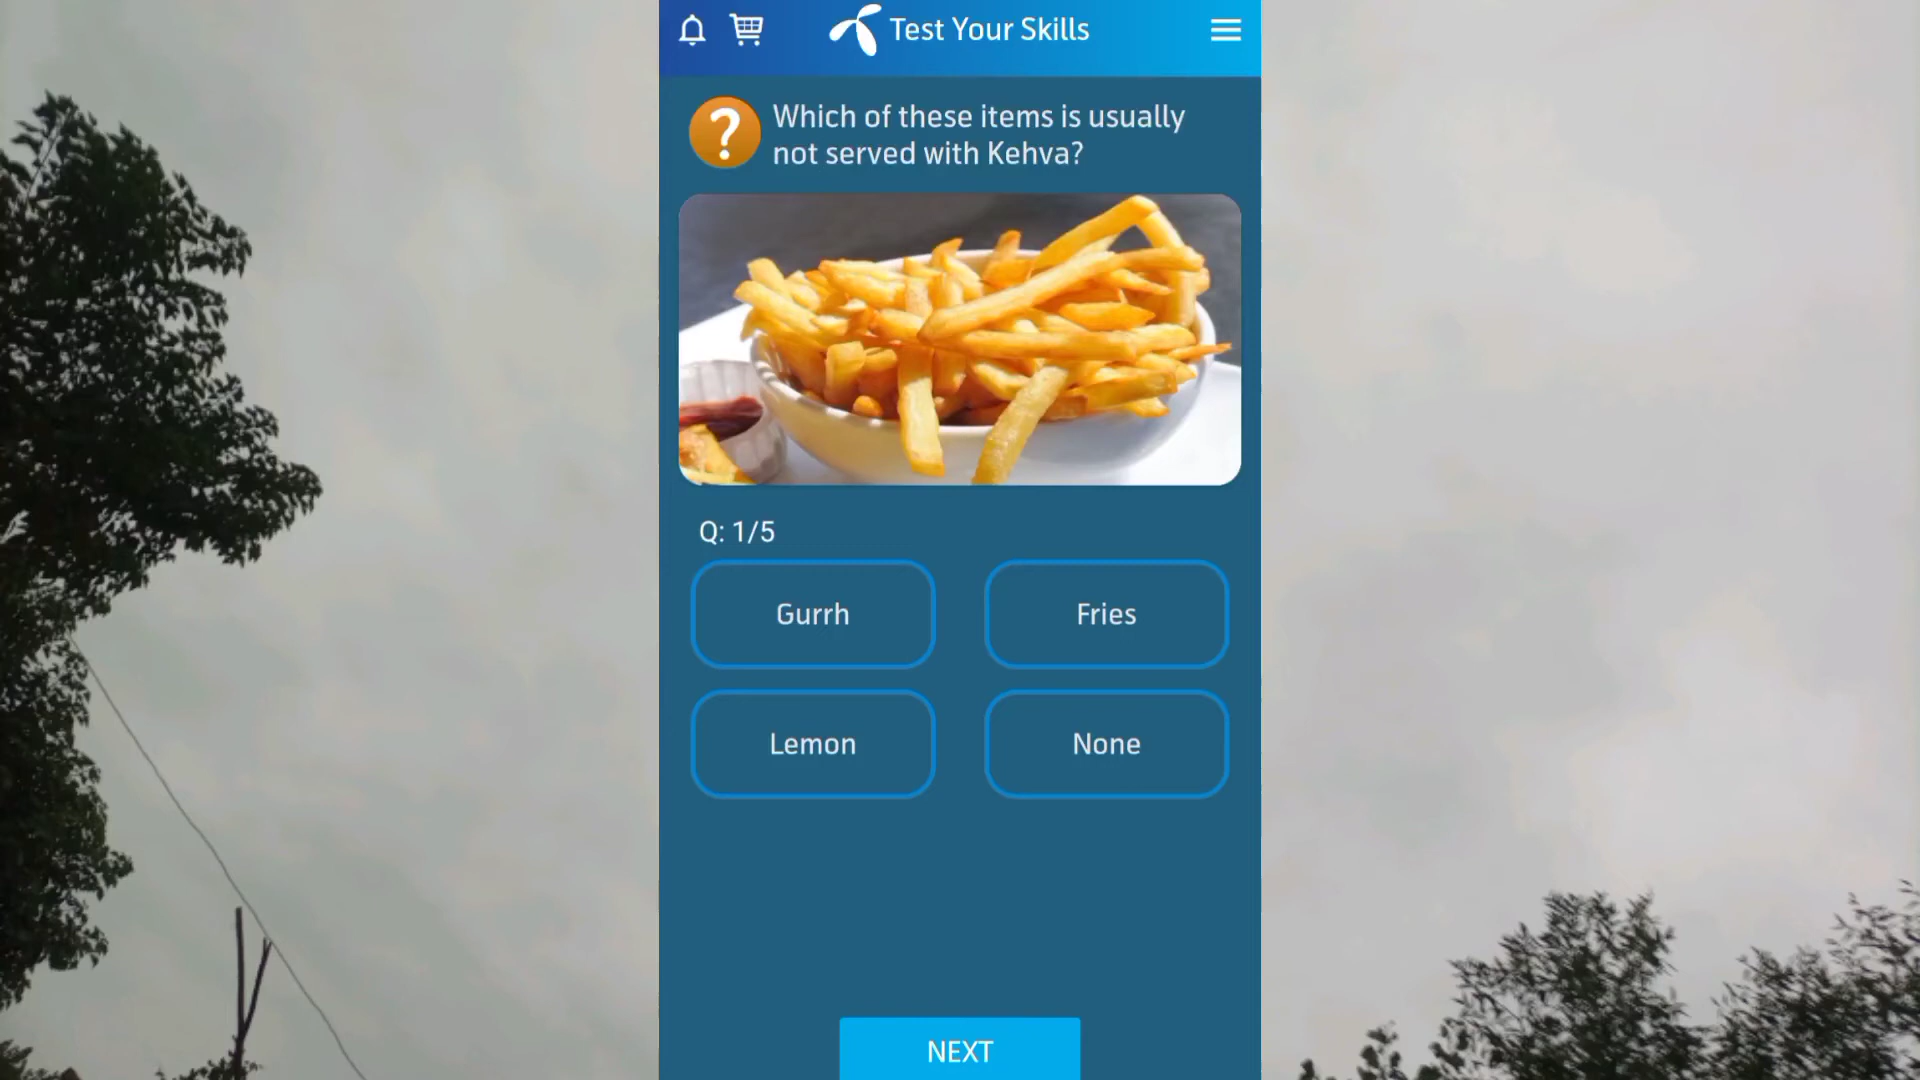 Test Your Skills
Which of these items is usually
not served with Kehva?
Q: 1/5
Gurrh
Fries
Lemon
None
NEXT